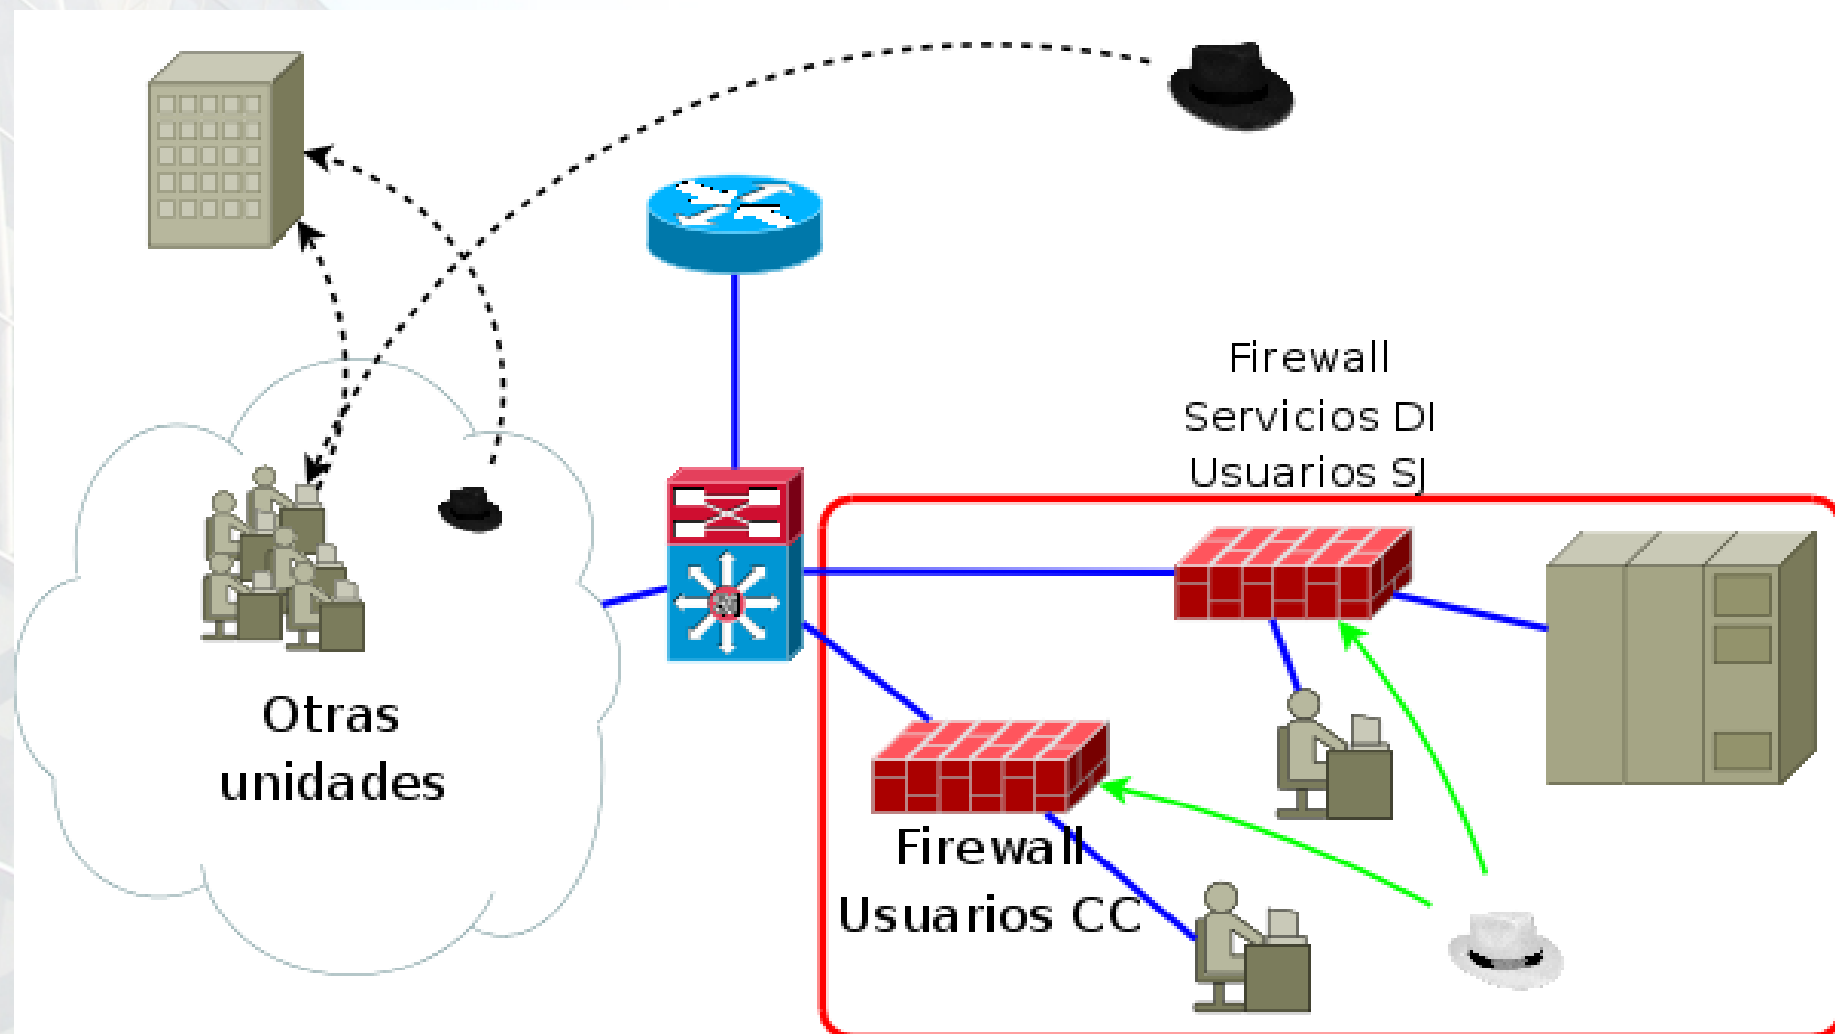 Firewall
Servicios DI
Usuarios SJ
Otras
unidades
Firewall
Usuarios CC